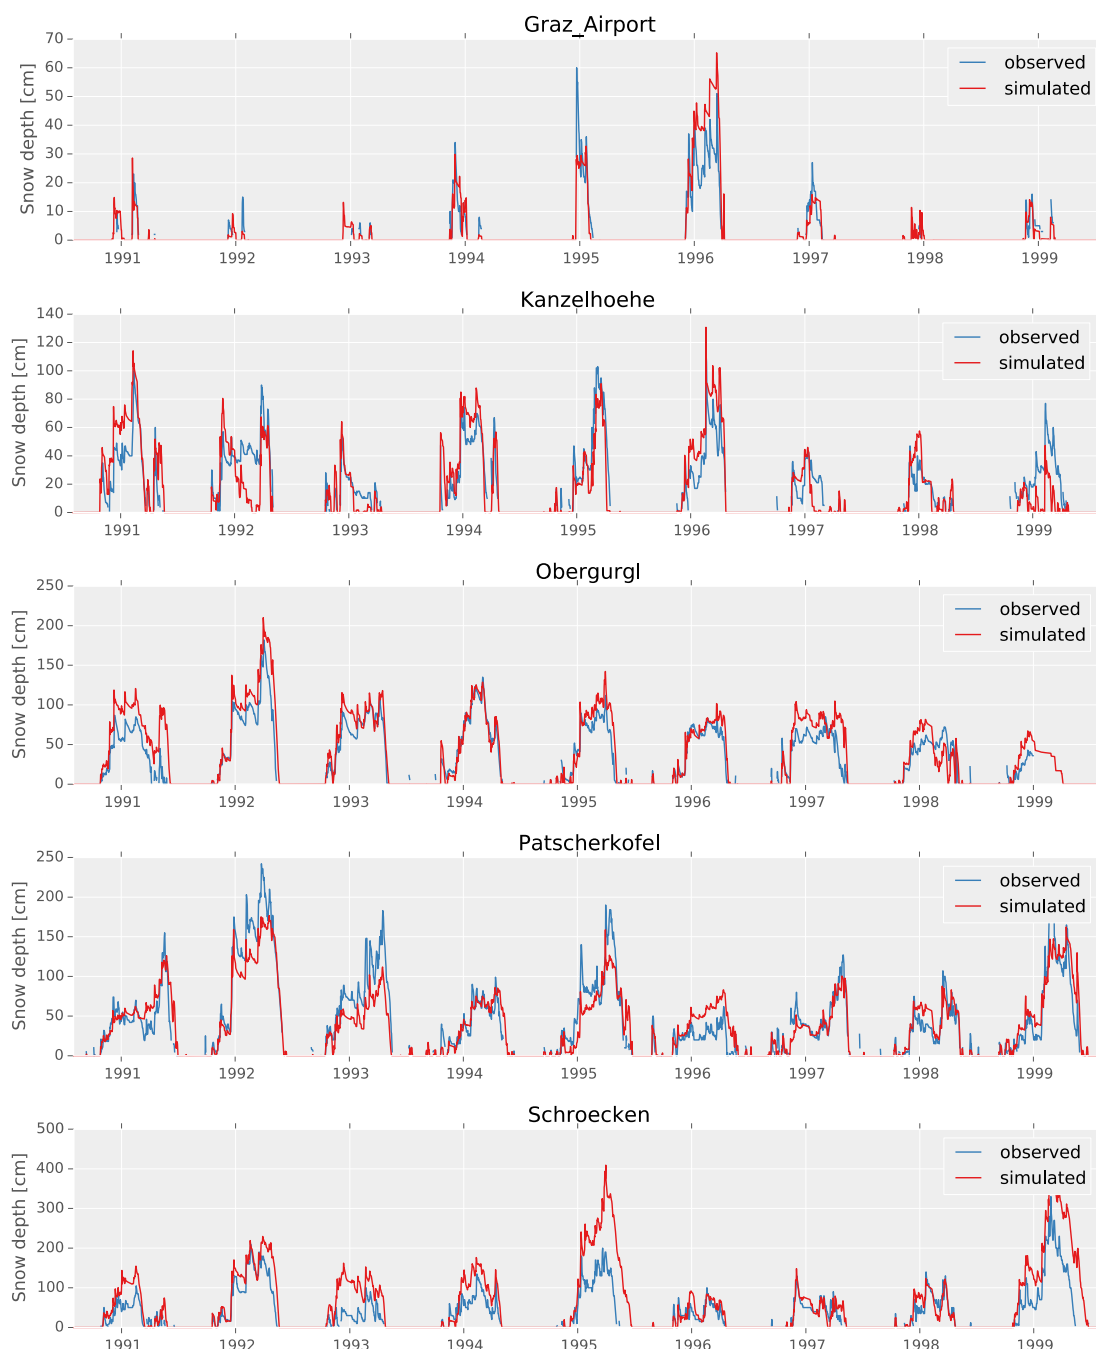 Graz_Airport
Snow depth [cm]
70
60
50
40
30
20
10
0
observed
simulated
1991 1992 1993 1994 1995 1996 1997 1998 1999
Kanzelhoehe
Snow depth [cm]
140
120
100
80
60
40
20
0
observed
simulated
1991 1992 1993 1994 1995 1996 1997 1998 1999
Obergurgl
Snow depth [cm]
250
200
150
100
50
0
observed
simulated
1991 1992 1993 1994 1995 1996 1997 1998 1999
Patscherkofel
Snow depth [cm]
250
200
150
100
50
0
observed
simulated
1991 1992 1993 1994 1995 1996 1997 1998 1999
Schroecken
Snow depth [cm]
500
400
300
200
100
0
observed
simulated
1991 1992 1993 1994 1995 1996 1997 1998 1999